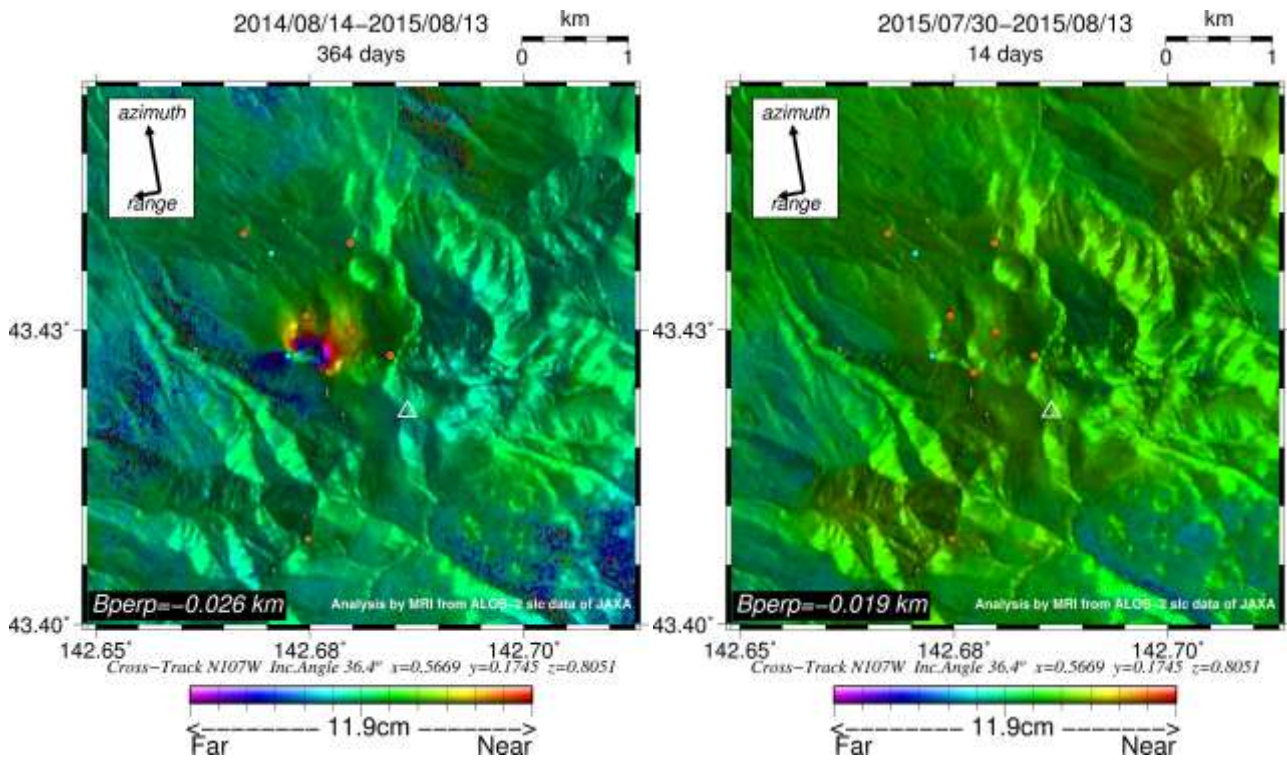 2014/08/14−2015/08/13
364 days
km
0 1
azimuth
range
43.43°
43.40°
Bperp=−0.026 km
Analysis by MRI from ALOS−2 slc data of JAXA
142.65° 142.68° 142.70°
Cross−Track N107W Inc.Angle 36.4° x=0.5669 y=0.1745 z=0.8051
<−−−−−−− 11.9cm −−−−−−−>
Far Near
2015/07/30−2015/08/13
14 days
km
0 1
azimuth
range
43.43°
43.40°
Bperp=−0.019 km
Analysis by MRI from ALOS−2 slc data of JAXA
142.65° 142.68° 142.70°
Cross−Track N107W Inc.Angle 36.4° x=0.5669 y=0.1745 z=0.8051
<−−−−−−− 11.9cm −−−−−−−>
Far Near